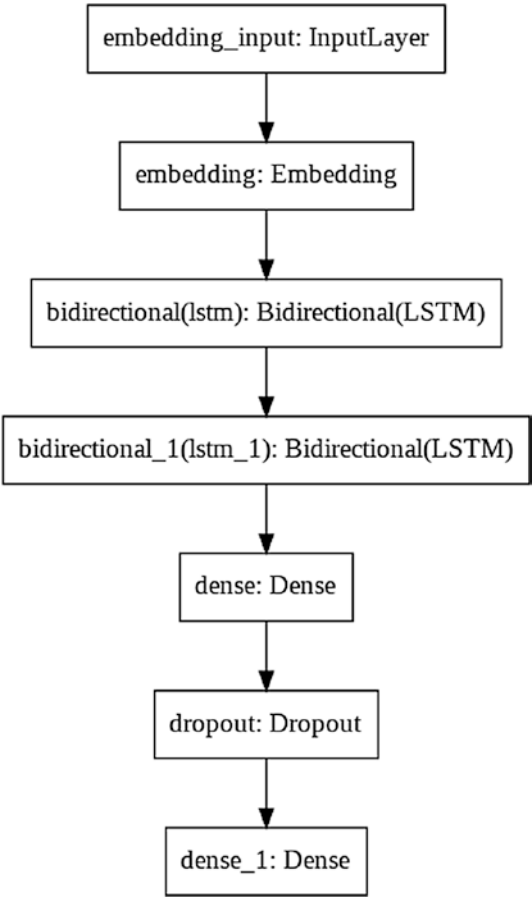 embedding_input: InputLayer
embedding: Embedding
bidirectional(lstm): Bidirectional(LSTM)
bidirectional_1(lstm_1): Bidirectional(LSTM)
dense: Dense
dropout: Dropout
dense_1: Dense